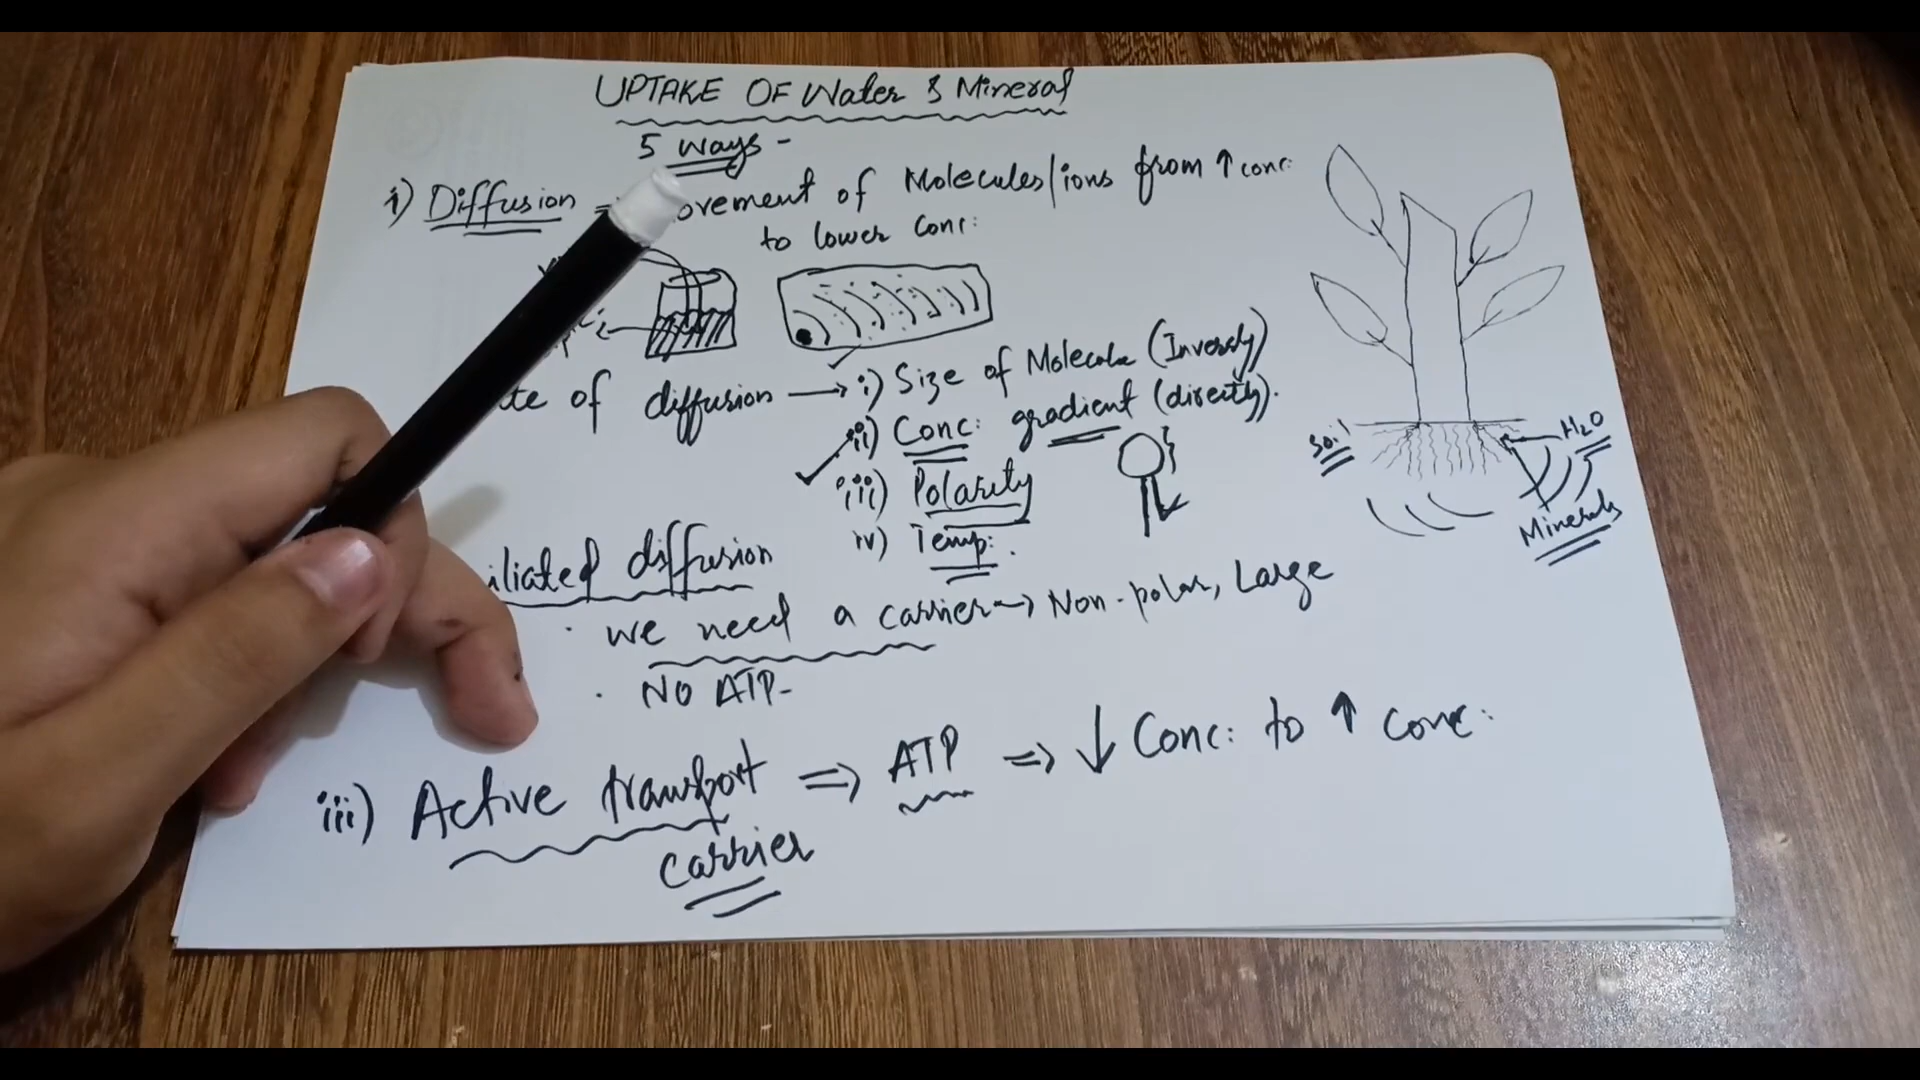 UPTAKE OF Water & Mineral
5 ways -
i) Diffusion ovement of Molecules/ions from ↑ conc:
to lower conc:
te of diffusion → i) Size of Molecule (Inversly)
ii) Conc: gradient (directly).
iii) Polarity
iv) Temp:
iliated diffusion
we need a carrier → Non-polar, Large
NO ATP-
iii) Active transport ⇒ ATP ⇒ ↓ Conc: to ↑ conc:
carrier
Soil
H2O
Minerals